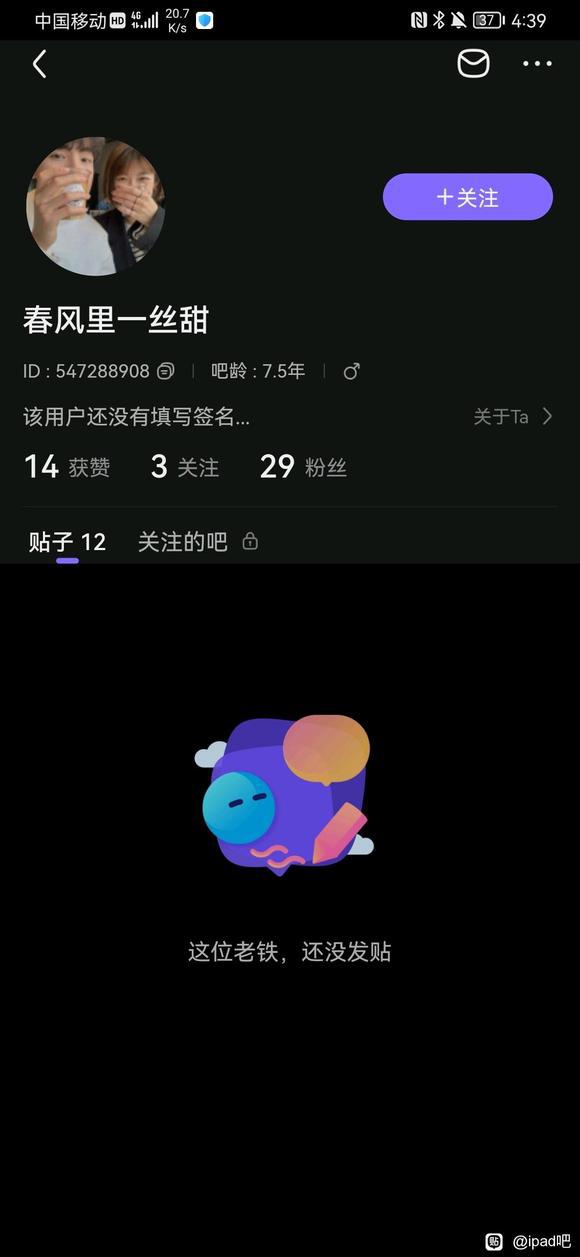 中国移动 HD 4G 20.7 K/s 37 4:39
+关注
春风里一丝甜
ID : 547288908 吧龄 : 7.5年
该用户还没有填写签名... 关于Ta
14 获赞 3 关注 29 粉丝
贴子 12 关注的吧
这位老铁，还没发贴
贴 @ipad吧